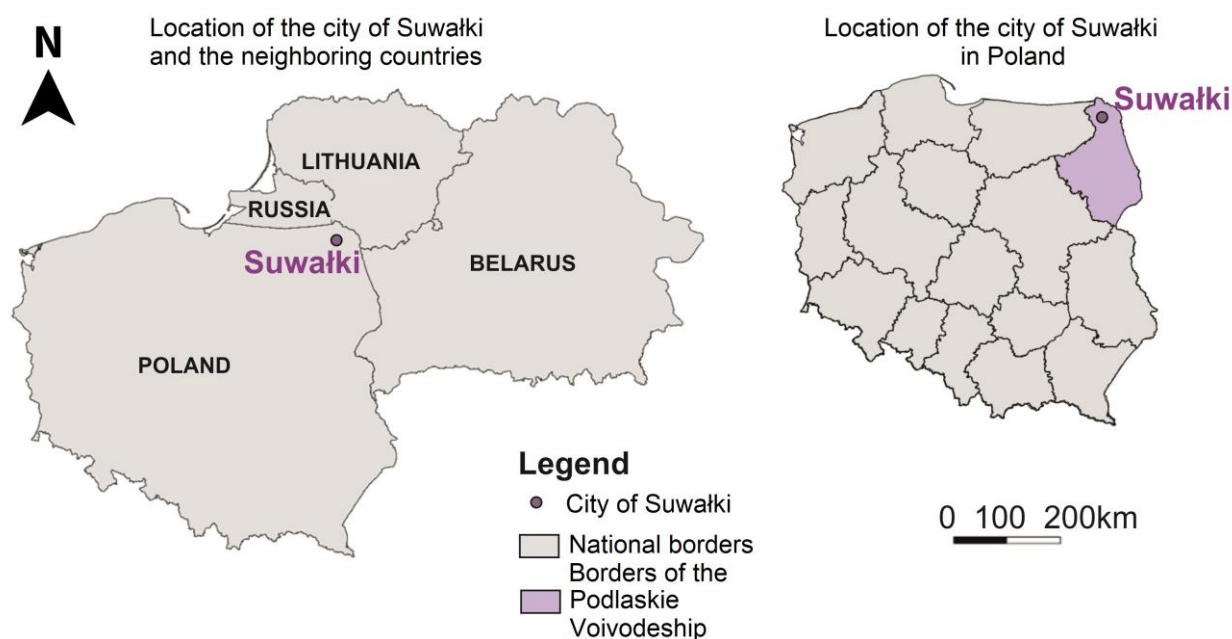 Location of the city of Suwałki
and the neighboring countries
N
LITHUANIA
RUSSIA
Suwałki
BELARUS
POLAND
Location of the city of Suwałki
in Poland
Suwałki
Legend
City of Suwałki
National borders
Borders of the
Podlaskie
Voivodeship
0 100 200km